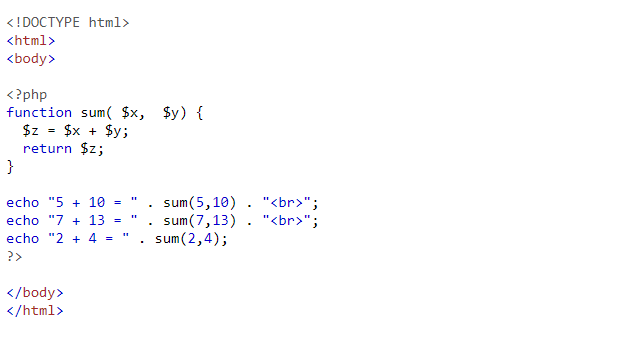 <!DOCTYPE html>
<html>
<body>

<?php
function sum( $x,  $y) {
  $z = $x + $y;
  return $z;
}

echo "5 + 10 = " . sum(5,10) . "<br>";
echo "7 + 13 = " . sum(7,13) . "<br>";
echo "2 + 4 = " . sum(2,4);
?>

</body>
</html>